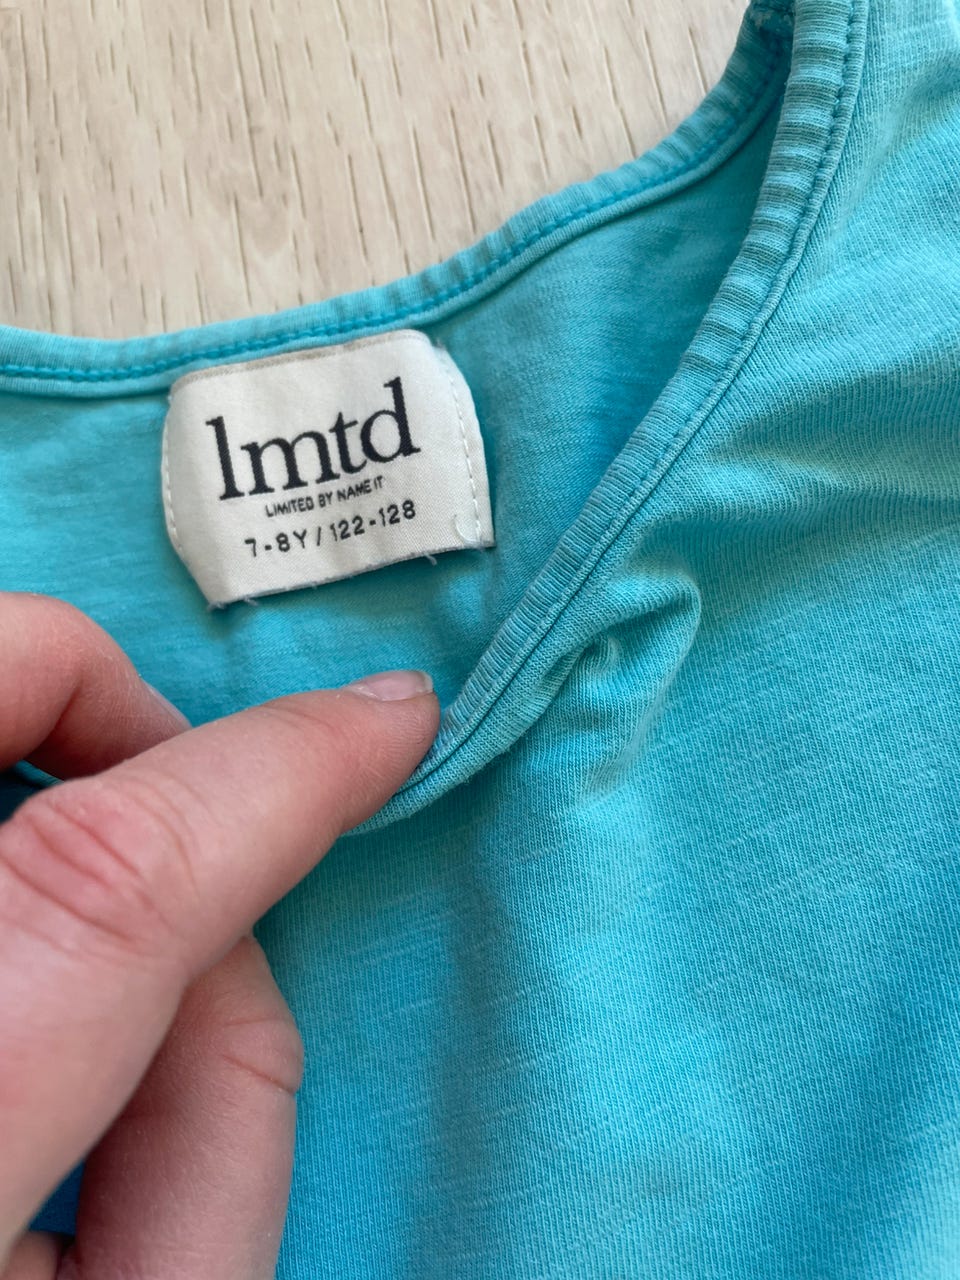 lmtd
LIMITED BY NAME IT
7-8Y / 122-128